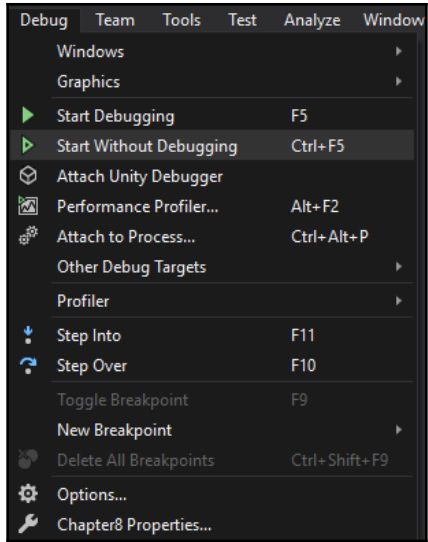 Debug Team Tools Test Analyze Window
Windows
Graphics
Start Debugging F5
Start Without Debugging Ctrl+F5
Attach Unity Debugger
Performance Profiler... Alt+F2
Attach to Process... Ctrl+Alt+P
Other Debug Targets
Profiler
Step Into F11
Step Over F10
Toggle Breakpoint F9
New Breakpoint
Delete All Breakpoints Ctrl+Shift+F9
Options...
Chapter8 Properties...